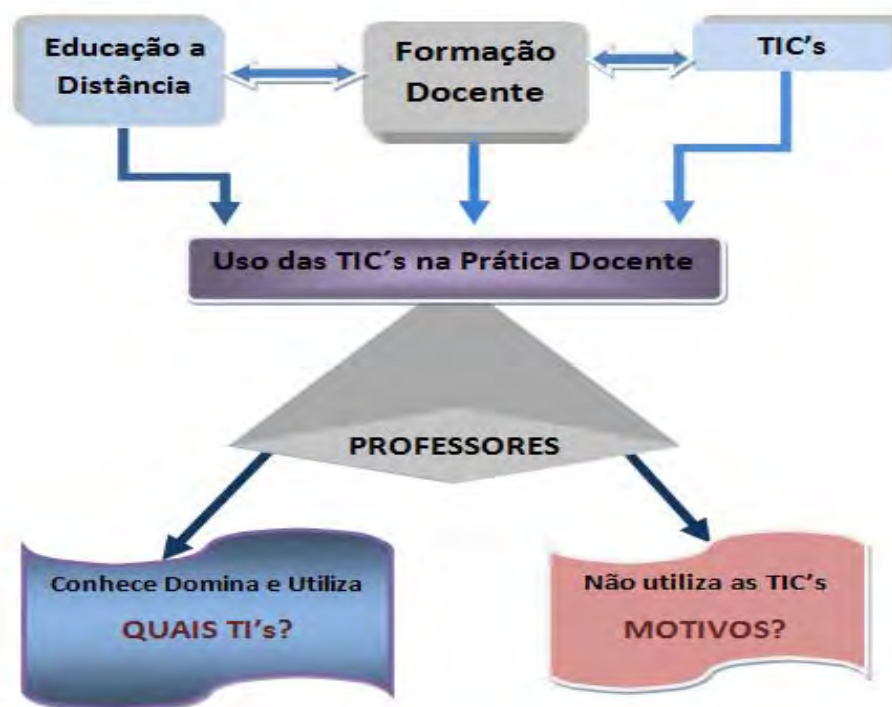 Educação a
Distância
Formação
Docente
TIC's
Uso das TIC´s na Prática Docente
PROFESSORES
Conhece Domina e Utiliza
QUAIS TI's?
Não utiliza as TIC's
MOTIVOS?